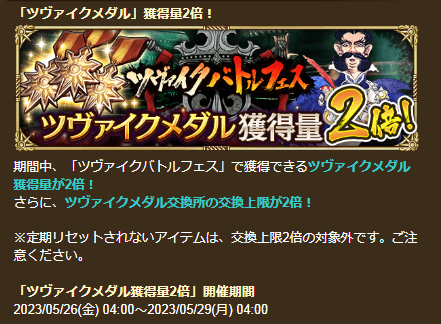 「ツヴァイクメダル」獲得量2倍！
ツヴァイクバトルフェス
ツヴァイクメダル獲得量2倍!
期間中、「ツヴァイクバトルフェス」で獲得できるツヴァイクメダル
獲得量が2倍！
さらに、ツヴァイクメダル交換所の交換上限が2倍！
※定期リセットされないアイテムは、交換上限2倍の対象外です。ご注
意ください。
「ツヴァイクメダル獲得量2倍」開催期間
2023/05/26(金) 04:00～2023/05/29(月) 04:00